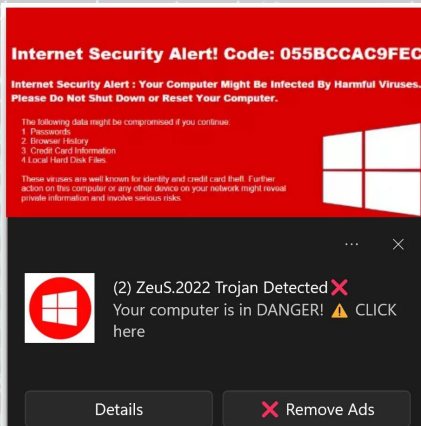 Internet Security Alert! Code: 055BCCAC9FEC
Internet Security Alert : Your Computer Might Be Infected By Harmful Viruses.
Please Do Not Shut Down or Reset Your Computer.
The following data might be compromised if you continue.
1. Passwords
2. Browser History
3. Credit Card Information
4.Local Hard Disk Files.
These viruses are well known for identity and credit card theft. Further
action on this computer or any other device on your network might reveal
private information and involve serious risks.
(2) ZeuS.2022 Trojan Detected❌
Your computer is in DANGER! ⚠ CLICK
here
Details
❌ Remove Ads